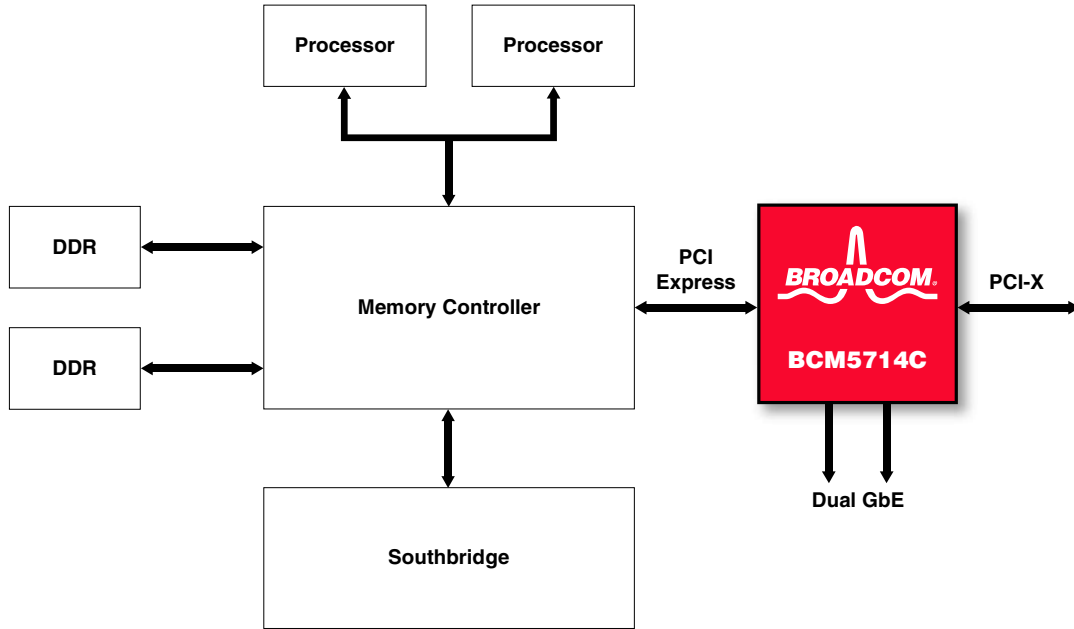 Processor
Processor
DDR
DDR
Memory Controller
PCI
Express
BROADCOM®
BCM5714C
PCI-X
Dual GbE
Southbridge